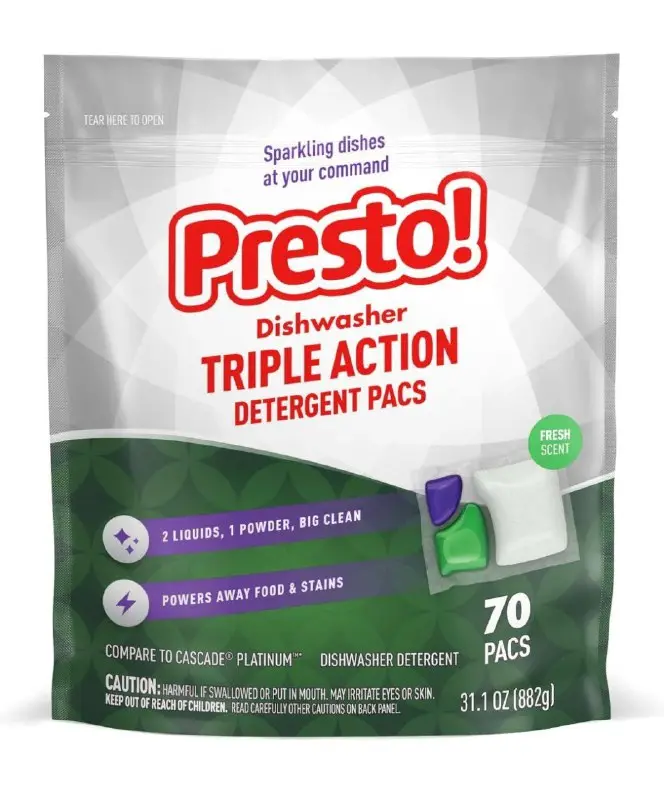 TEAR HERE TO OPEN
Sparkling dishes
at your command
Presto!
Dishwasher
TRIPLE ACTION
DETERGENT PACS
FRESH
SCENT
2 LIQUIDS, 1 POWDER, BIG CLEAN
POWERS AWAY FOOD & STAINS
70
PACS
COMPARE TO CASCADE® PLATINUM™* DISHWASHER DETERGENT
CAUTION: HARMFUL IF SWALLOWED OR PUT IN MOUTH. MAY IRRITATE EYES OR SKIN.
KEEP OUT OF REACH OF CHILDREN. READ CAREFULLY OTHER CAUTIONS ON BACK PANEL.
31.1 OZ (882g)